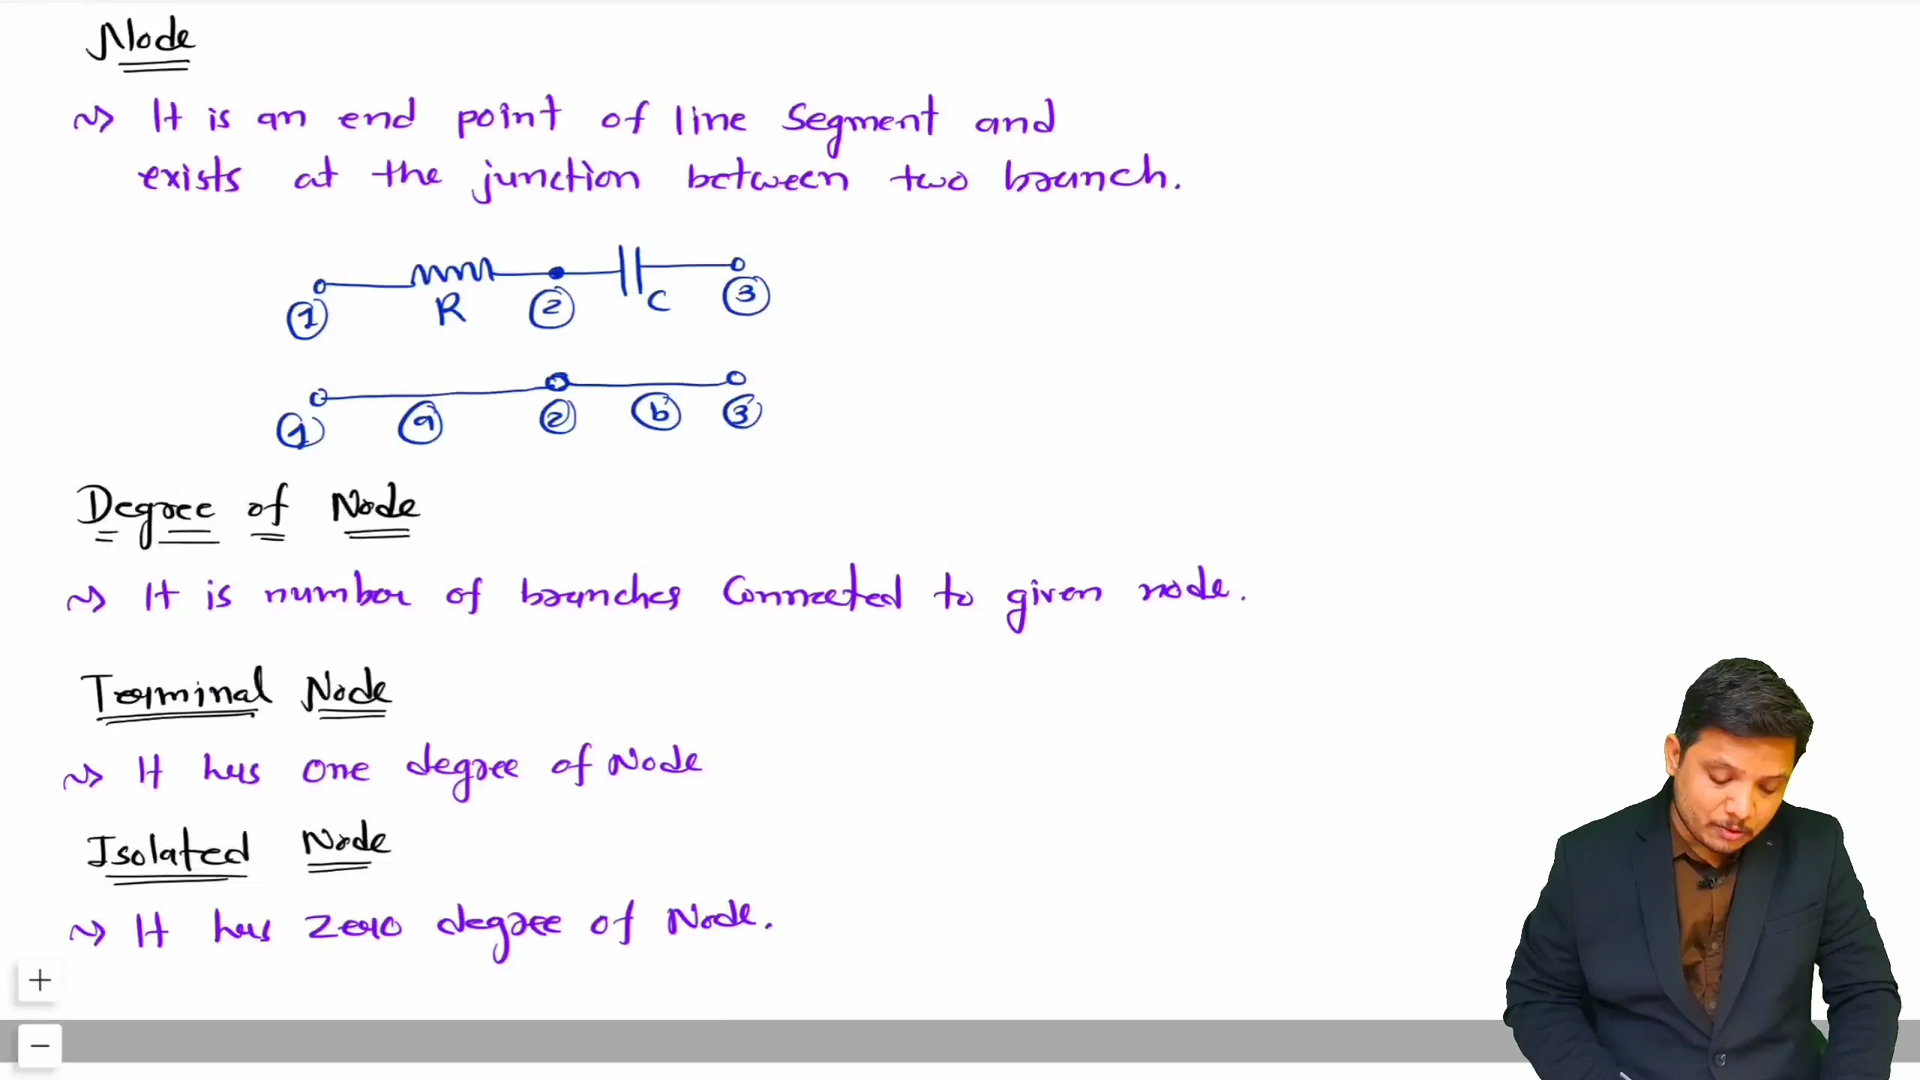 Node
~> It is an end point of line segment and
exists at the junction between two branch.
R
C
1
2
3
a
b
1
2
3
Degree of Node
~> It is number of branches connected to given node.
Terminal Node
~> It has one degree of Node
Isolated Node
~> It has zero degree of Node.
+
−